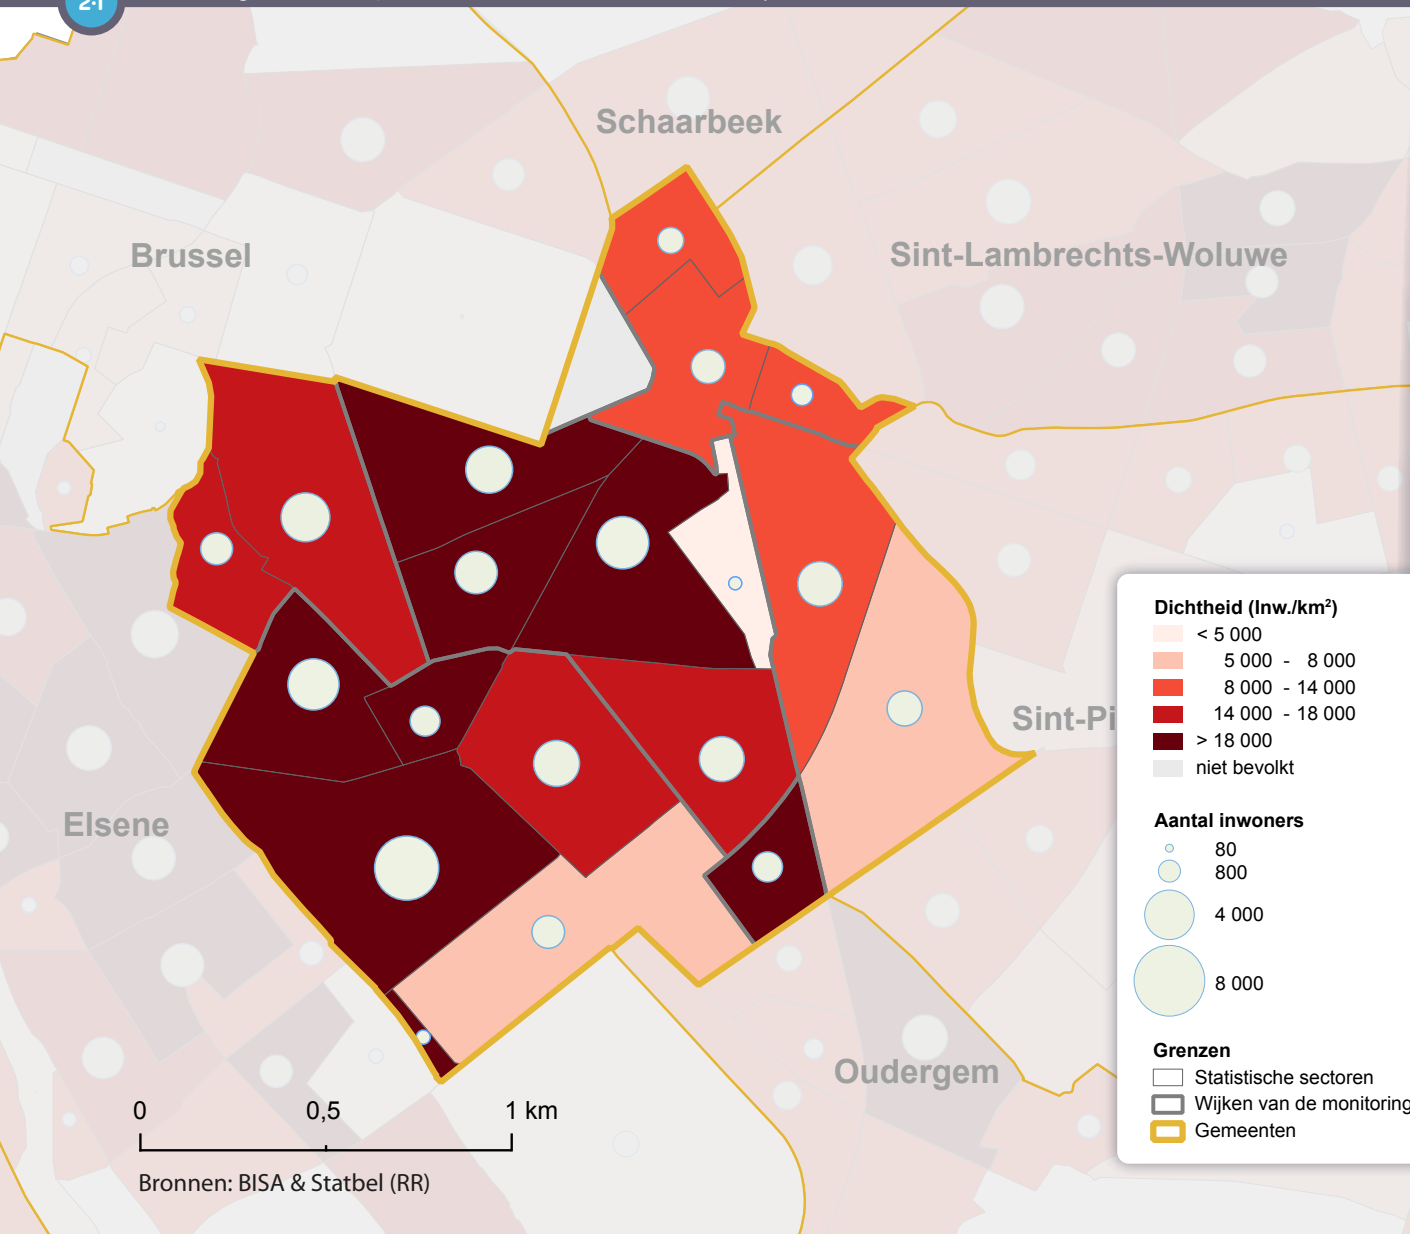 2.1
Schaarbeek
Brussel
Sint-Lambrechts-Woluwe
Sint-Pi
Elsene
Oudergem
Dichtheid (Inw./km²)
< 5 000
5 000 - 8 000
8 000 - 14 000
14 000 - 18 000
> 18 000
niet bevolkt
Aantal inwoners
80
800
4 000
8 000
Grenzen
Statistische sectoren
Wijken van de monitoring
Gemeenten
0 0,5 1 km
Bronnen: BISA & Statbel (RR)